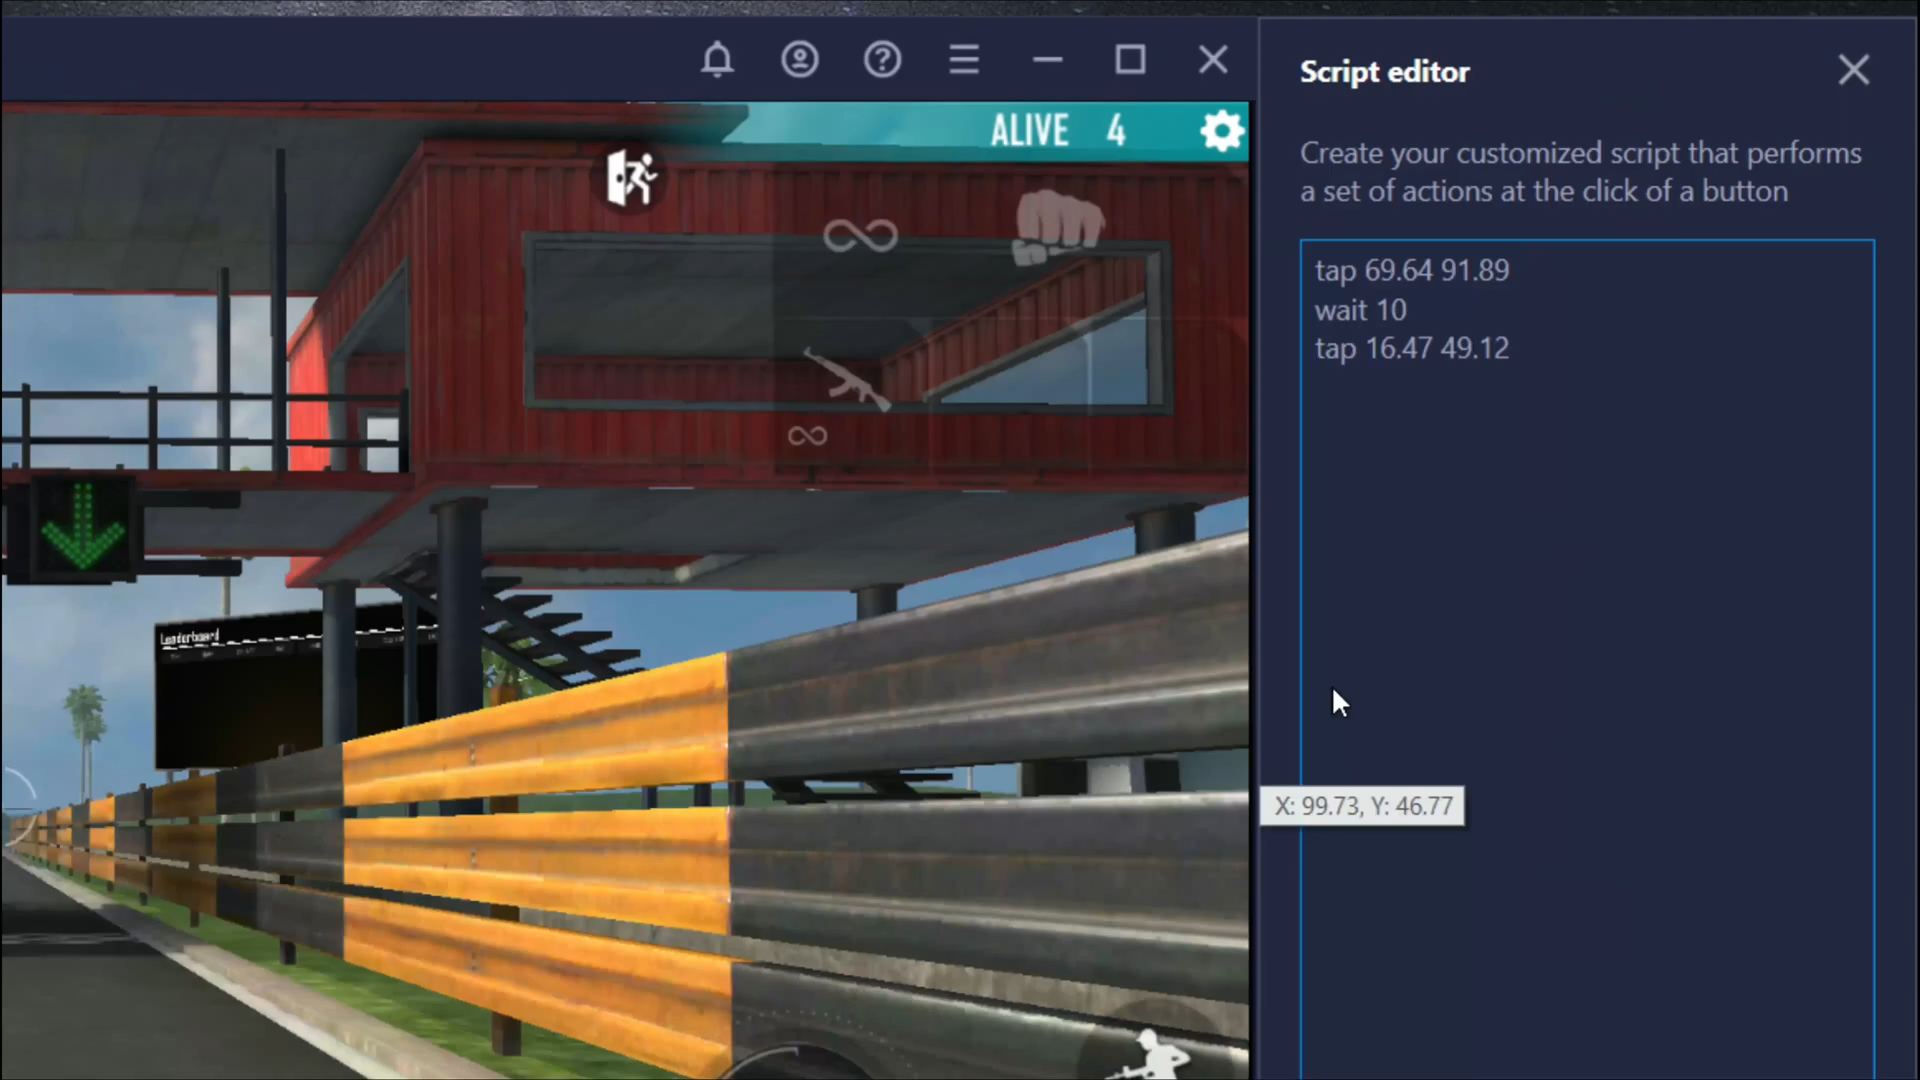 Script editor
ALIVE 4
Create your customized script that performs
a set of actions at the click of a button
tap 69.64 91.89
wait 10
tap 16.47 49.12
Leaderboard
X: 99.73, Y: 46.77